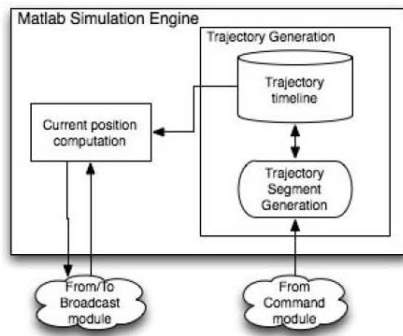 Matlab Simulation Engine
Trajectory Generation
Trajectory
timeline
Current position
computation
Trajectory
Segment
Generation
From/To
Broadcast
module
From
Command
module